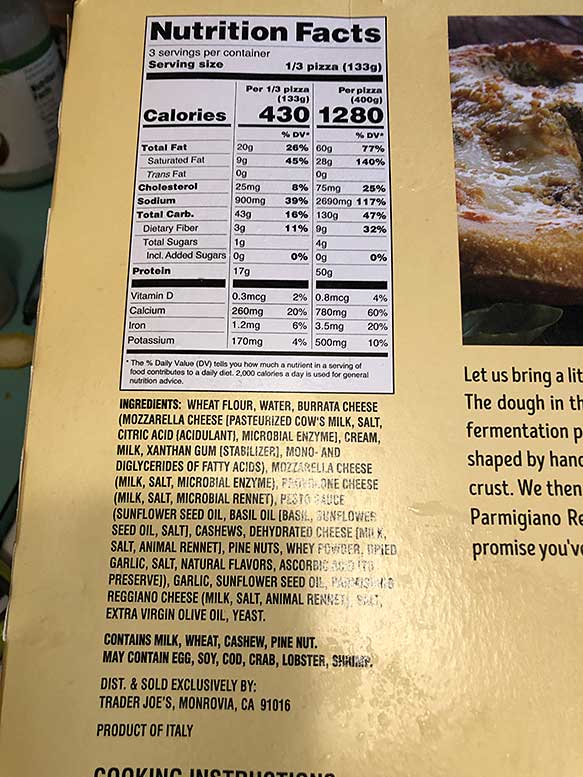 Nutrition Facts
3 servings per container
Serving size 1/3 pizza (133g)
Per 1/3 pizza (133g) Per pizza (400g)
Calories 430 1280
% DV* % DV*
Total Fat 20g 26% 60g 77%
Saturated Fat 9g 45% 28g 140%
Trans Fat 0g 0g
Cholesterol 25mg 8% 75mg 25%
Sodium 900mg 39% 2690mg 117%
Total Carb. 43g 16% 130g 47%
Dietary Fiber 3g 11% 9g 32%
Total Sugars 1g 4g
Incl. Added Sugars 0g 0% 0g 0%
Protein 17g 50g
Vitamin D 0.3mcg 2% 0.8mcg 4%
Calcium 260mg 20% 780mg 60%
Iron 1.2mg 6% 3.5mg 20%
Potassium 170mg 4% 500mg 10%
* The % Daily Value (DV) tells you how much a nutrient in a serving of
food contributes to a daily diet. 2,000 calories a day is used for general
nutrition advice.
INGREDIENTS: WHEAT FLOUR, WATER, BURRATA CHEESE
(MOZZARELLA CHEESE [PASTEURIZED COW'S MILK, SALT,
CITRIC ACID (ACIDULANT), MICROBIAL ENZYME], CREAM,
MILK, XANTHAN GUM [STABILIZER], MONO- AND
DIGLYCERIDES OF FATTY ACIDS), MOZZARELLA CHEESE
(MILK, SALT, MICROBIAL ENZYME), PROVOLONE CHEESE
(MILK, SALT, MICROBIAL RENNET), PESTO SAUCE
(SUNFLOWER SEED OIL, BASIL OIL [BASIL, SUNFLOWER
SEED OIL, SALT], CASHEWS, DEHYDRATED CHEESE [MILK,
SALT, ANIMAL RENNET], PINE NUTS, WHEY POWDER, DRIED
GARLIC, SALT, NATURAL FLAVORS, ASCORBIC ACID [TO
PRESERVE]), GARLIC, SUNFLOWER SEED OIL, PARMIGIANO
REGGIANO CHEESE (MILK, SALT, ANIMAL RENNET), SALT,
EXTRA VIRGIN OLIVE OIL, YEAST.
CONTAINS MILK, WHEAT, CASHEW, PINE NUT.
MAY CONTAIN EGG, SOY, COD, CRAB, LOBSTER, SHRIMP.
DIST. & SOLD EXCLUSIVELY BY:
TRADER JOE'S, MONROVIA, CA 91016
PRODUCT OF ITALY
COOKING INSTRUCTIONS
Let us bring a lit
The dough in th
fermentation p
shaped by hand
crust. We then
Parmigiano Re
promise you've